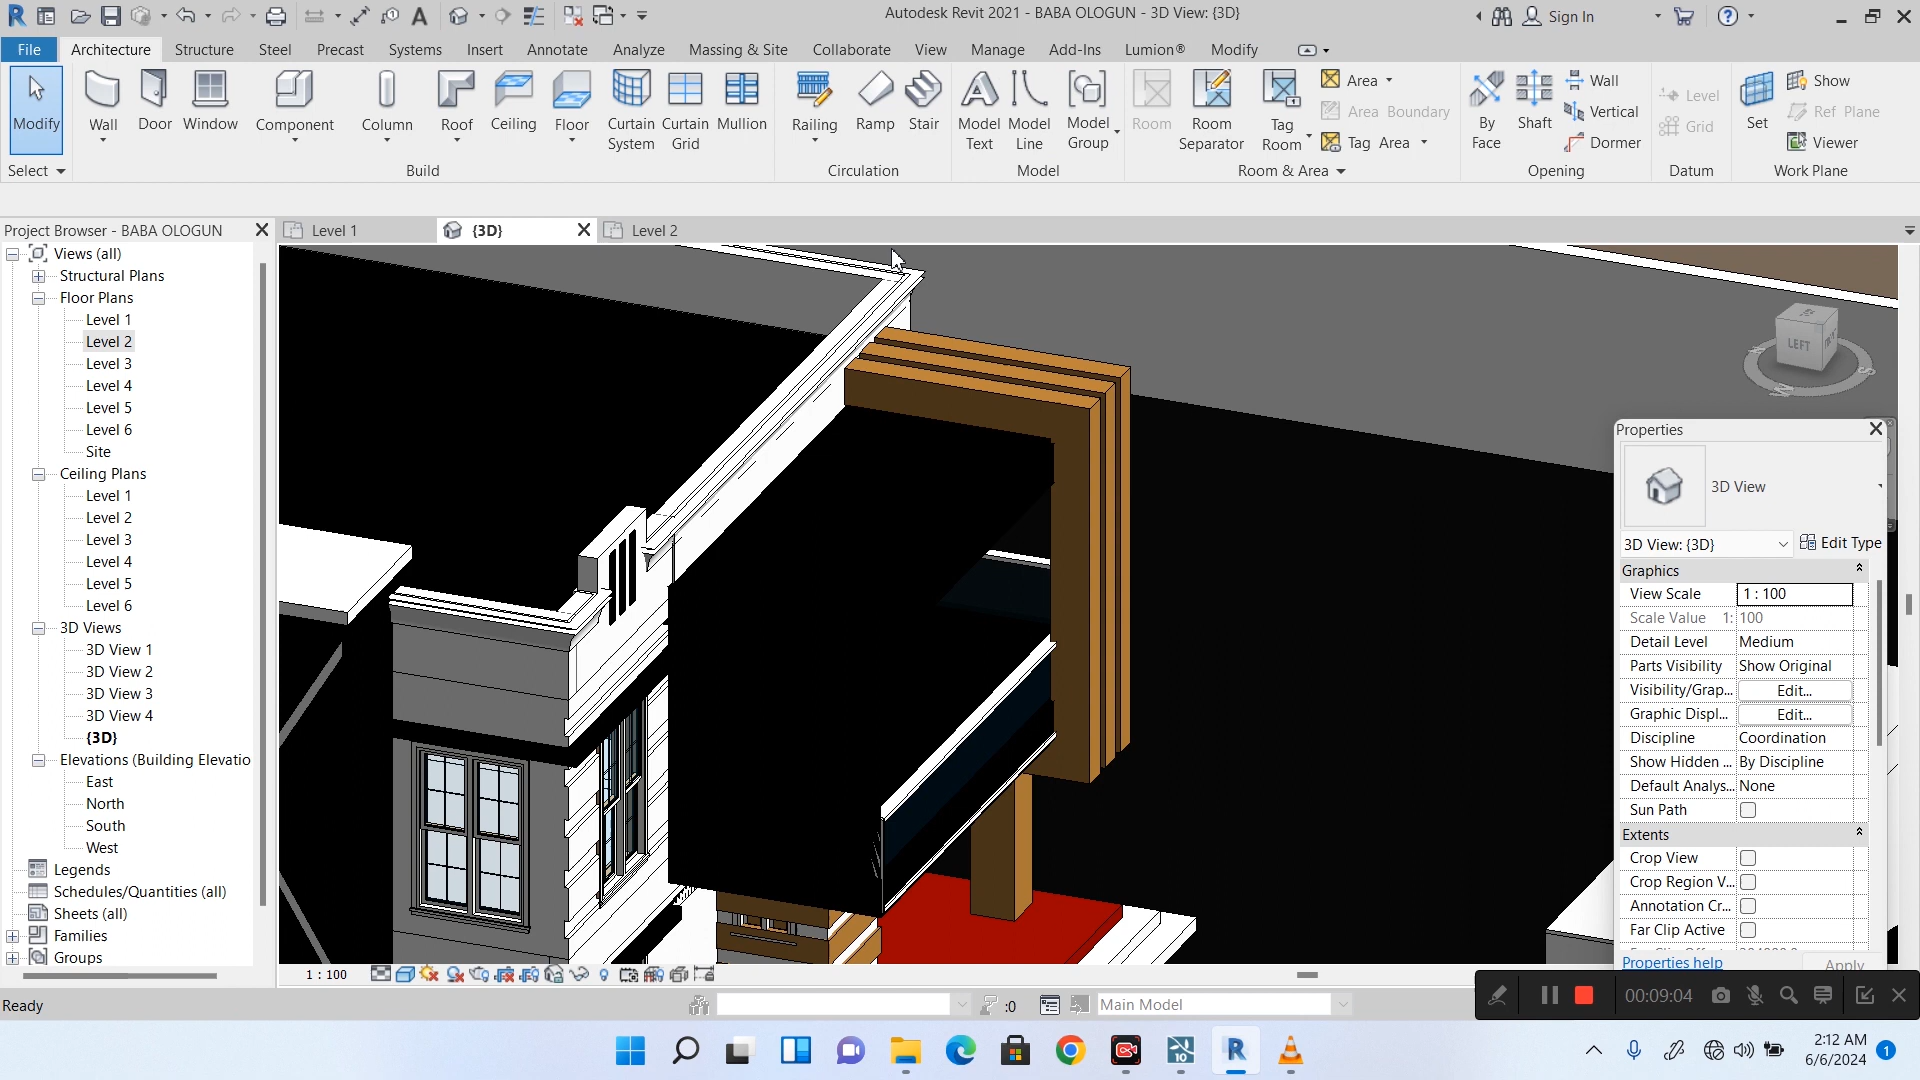 Autodesk Revit 2021 - BABA OLOGUN - 3D View: {3D}
Sign In
File Architecture Structure Steel Precast Systems Insert Annotate Analyze Massing & Site Collaborate View Manage Add-Ins Lumion® Modify
Modify Wall Door Window Component Column Roof Ceiling Floor Curtain System Curtain Grid Mullion Railing Ramp Stair Model Text Model Line Model Group Room Room Separator Tag Room
Area
Area Boundary
Tag Area
By Face
Shaft
Wall
Vertical
Dormer
Level
Grid
Set
Show
Ref Plane
Viewer
Select Build Circulation Model Room & Area Opening Datum Work Plane
Project Browser - BABA OLOGUN
Level 1 {3D} Level 2
Views (all)
Structural Plans
Floor Plans
Level 1
Level 2
Level 3
Level 4
Level 5
Level 6
Site
Ceiling Plans
Level 1
Level 2
Level 3
Level 4
Level 5
Level 6
3D Views
3D View 1
3D View 2
3D View 3
3D View 4
{3D}
Elevations (Building Elevatio
East
North
South
West
Legends
Schedules/Quantities (all)
Sheets (all)
Families
Groups
LEFT
Properties
3D View
3D View: {3D} Edit Type
Graphics
View Scale 1 : 100
Scale Value 1: 100
Detail Level Medium
Parts Visibility Show Original
Visibility/Grap... Edit...
Graphic Displ... Edit...
Discipline Coordination
Show Hidden ... By Discipline
Default Analys... None
Sun Path
Extents
Crop View
Crop Region V...
Annotation Cr...
Far Clip Active
Properties help Apply
1 : 100
Ready
:0
Main Model
00:09:04
2:12 AM
6/6/2024
1